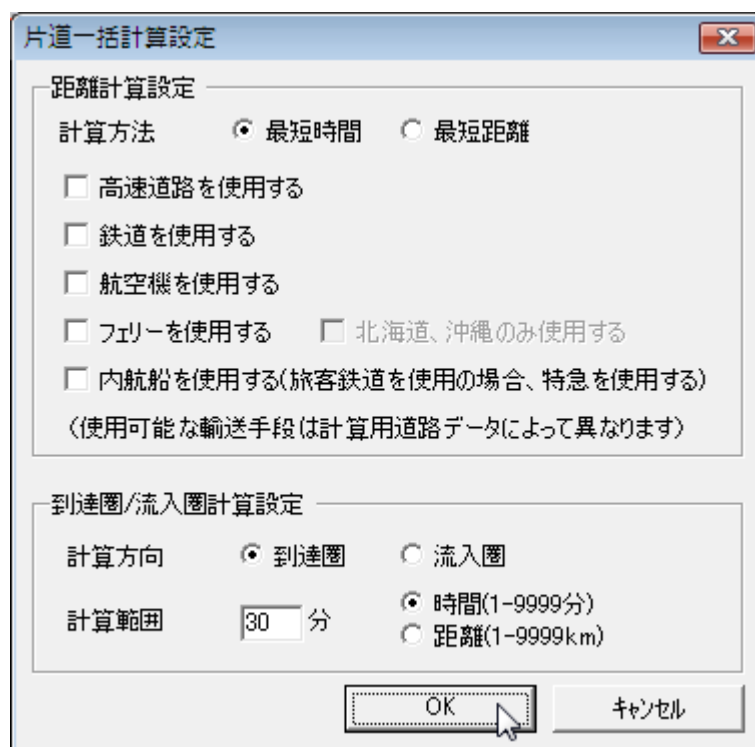 片道一括計算設定
距離計算設定
計算方法 最短時間 最短距離
高速道路を使用する
鉄道を使用する
航空機を使用する
フェリーを使用する 北海道、沖縄のみ使用する
内航船を使用する(旅客鉄道を使用の場合、特急を使用する)
(使用可能な輸送手段は計算用道路データによって異なります)
到達圏/流入圏計算設定
計算方向 到達圏 流入圏
計算範囲 30 分 時間(1-9999分)
距離(1-9999km)
OK キャンセル